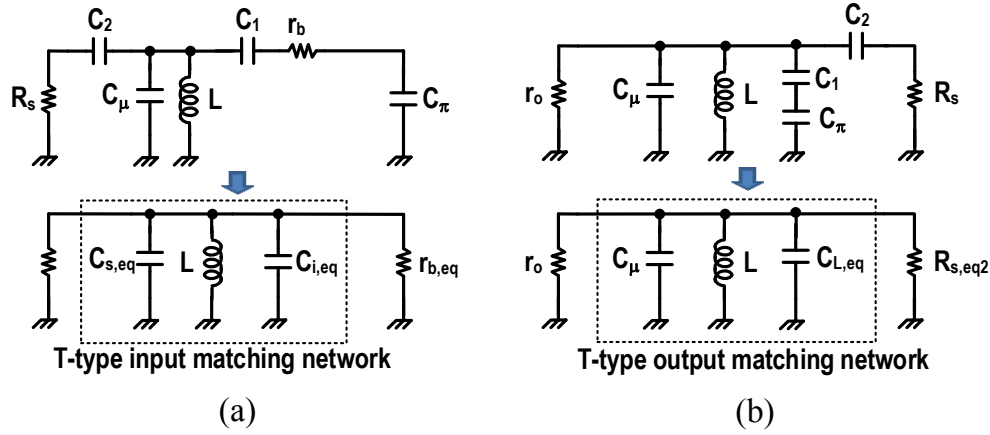 C2 C1 rb
Rs Cμ L Cπ
Cs,eq L Ci,eq rb,eq
T-type input matching network
(a)
C2
ro Cμ L C1 Rs
Cπ
ro Cμ L CL,eq Rs,eq2
T-type output matching network
(b)